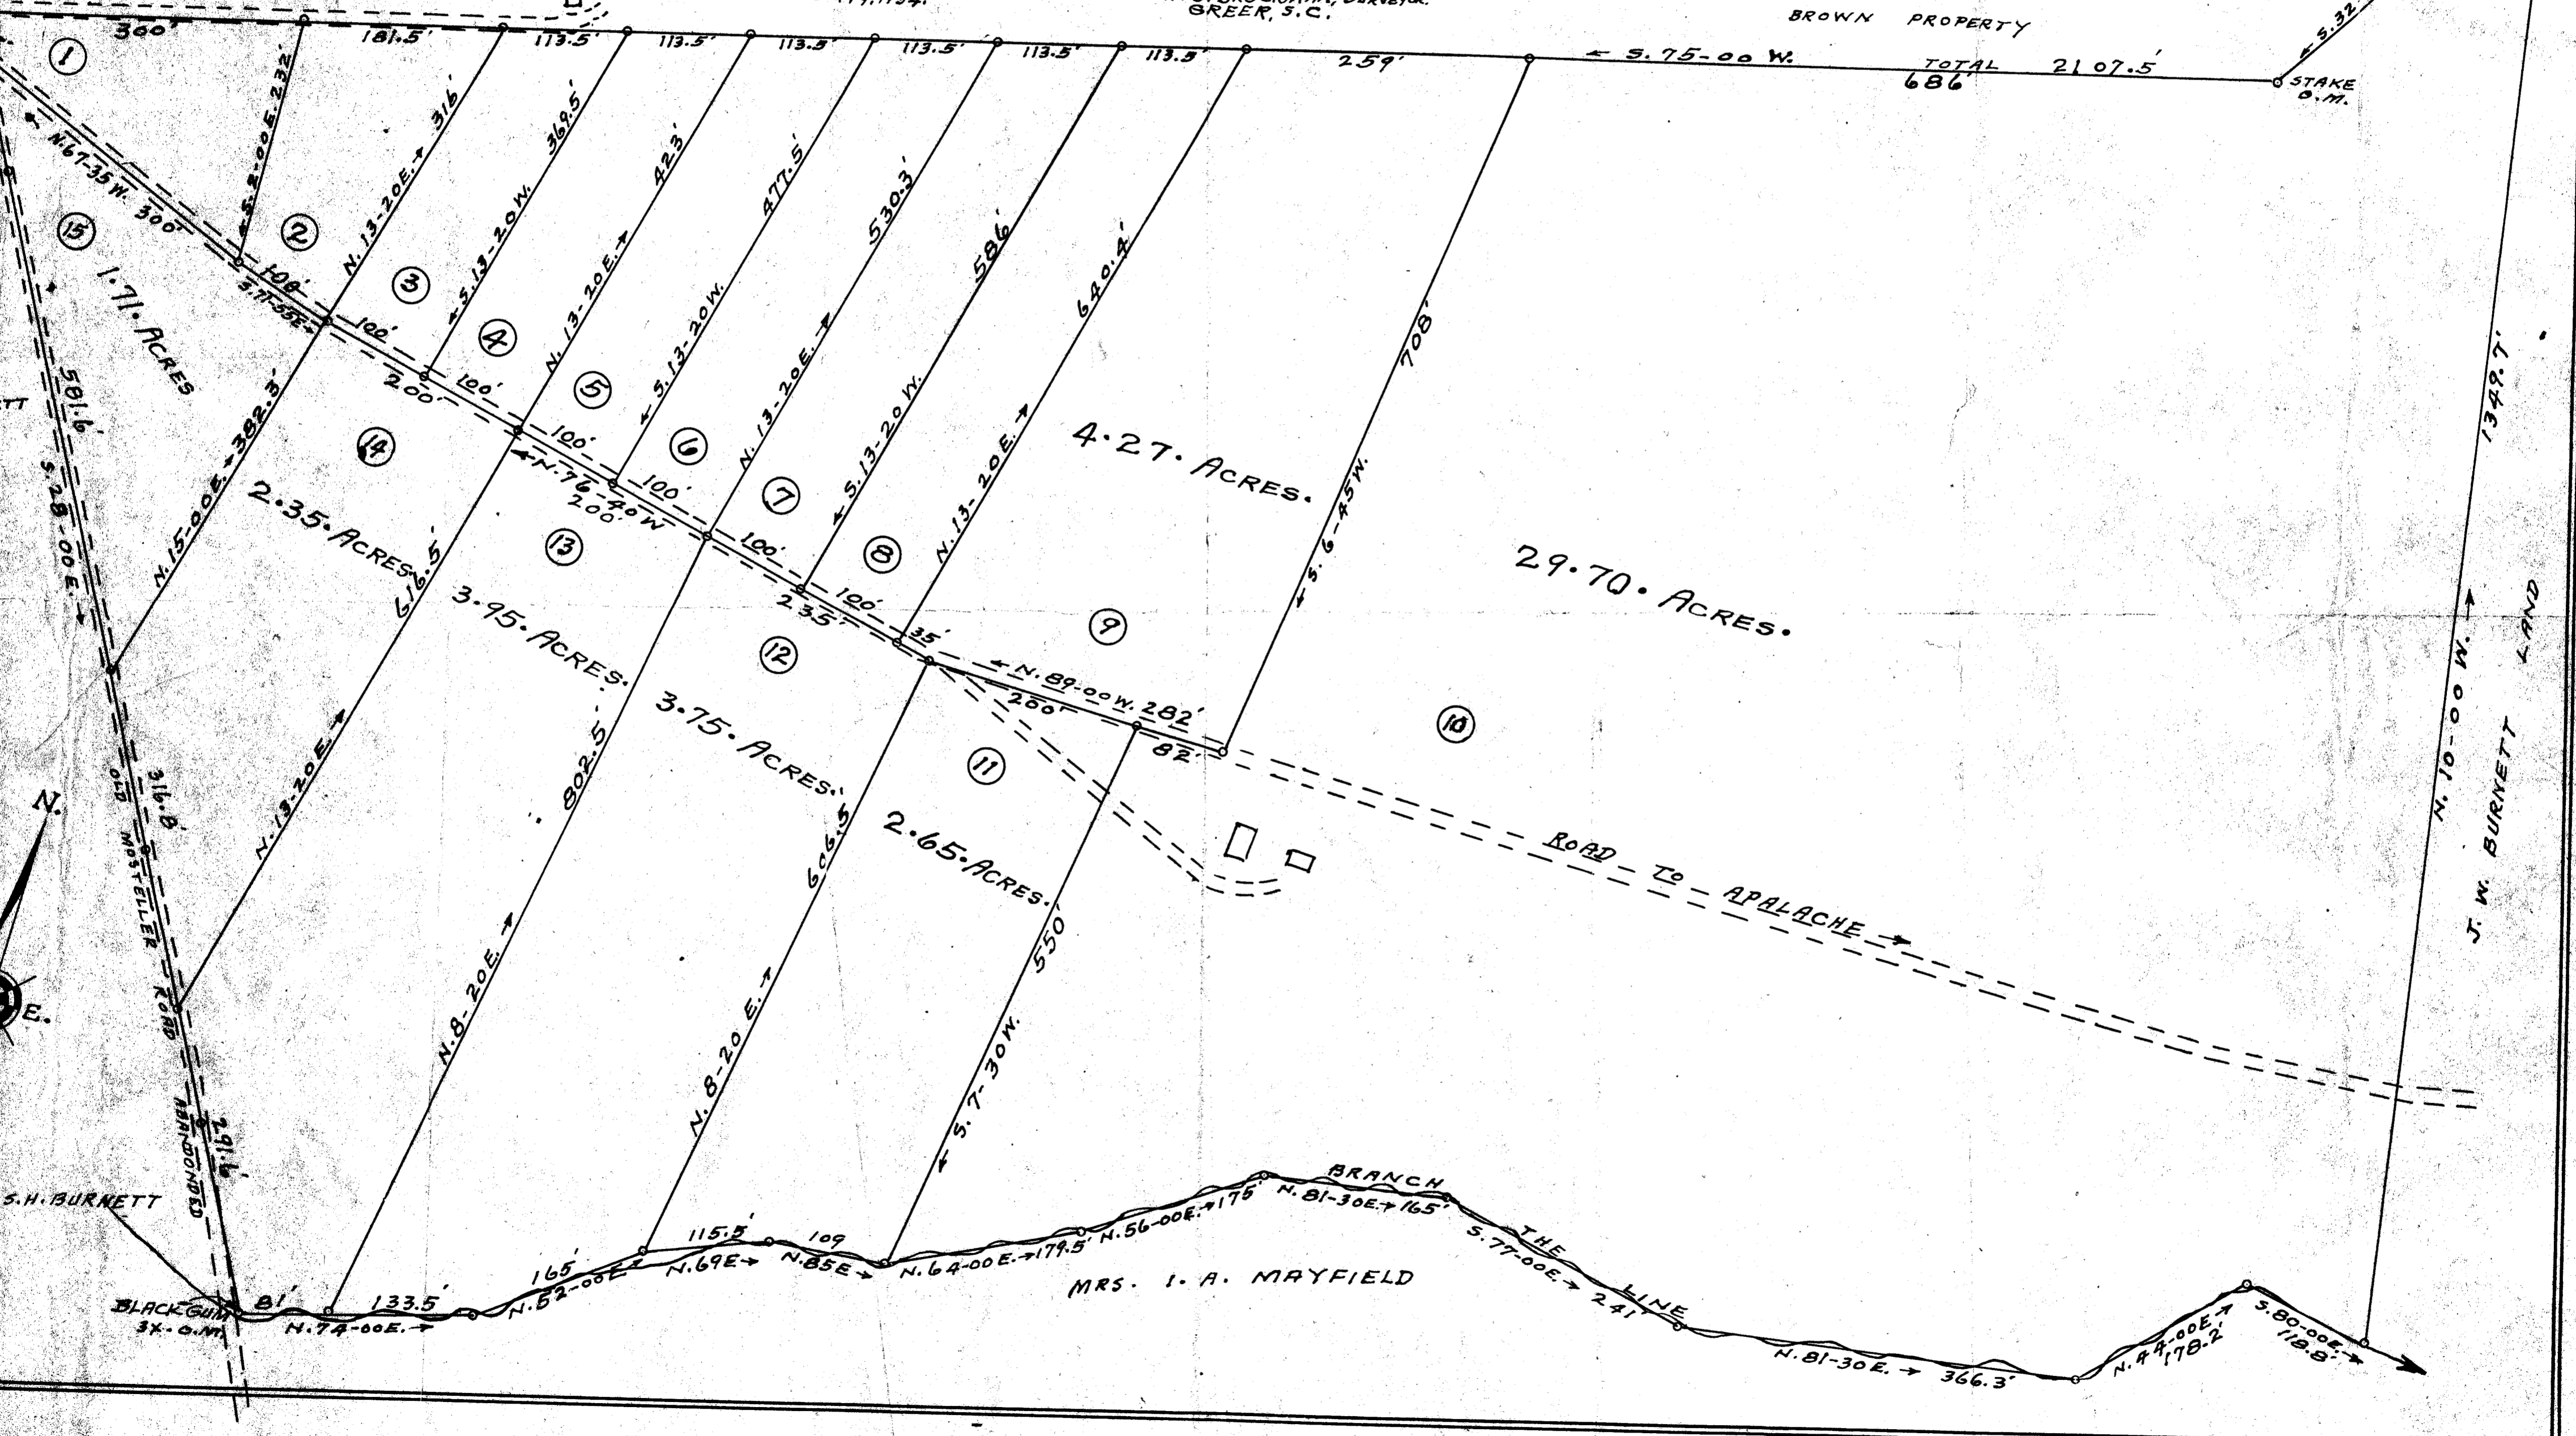 GREER, S.C.
BROWN PROPERTY
300'
181.5'
113.5'
113.5'
113.5'
113.5'
113.5'
113.5'
259'
← S. 75-00 W.
TOTAL 2107.5'
686'
STAKE
O.M.
← S. 32
1
← S. 2-00 E. 232'
N. 13-20 E. → 316'
← S. 13-20 W. 369.5'
N. 13-20 E. → 423'
← S. 13-20 W. 477.5'
N. 13-20 E. → 530.3'
← S. 13-20 W. 586'
N. 13-20 E. → 640.4'
← S. 6-45 W. 708'
← N. 67-35 W. 300'
15
1.71. ACRES
2
3
4
5
6
7
8
9
10
4.27. ACRES.
29.70. ACRES.
100'
S. 71-55 E →
100'
200'
100'
100'
← N. 76-40 W
200'
100'
100'
235'
100'
35'
← N. 89-00 W. 282'
200'
82'
581.6'
S. 28-00 E. →
N. 15-00 E. → 382.3'
14
2.35. ACRES.
N. 13-20 E. → 616.5'
13
3.95. ACRES.
N. 8-20 E. → 802.5'
12
3.75. ACRES.
N. 8-20 E. → 606.5
11
2.65. ACRES.
← S. 7-30 W. 550'
ROAD TO APALACHE →
N. 10-00 W. → 1349.7'
J. W. BURNETT LAND
TT
N.
E.
316.8'
OLD MOSTELLER ROAD ABANDONDED
291.6'
S. H. BURNETT
BLACK GUM
3X. O.M.
81'
133.5'
N. 74-00 E. →
165'
N. 52-00 E →
115.5'
N. 69 E →
109
N. 85 E →
N. 64-00 E. → 179.5'
N. 56-00 E. → 175'
BRANCH
N. 81-30 E. → 165'
THE LINE
S. 77-00 E. → 241'
MRS. I. A. MAYFIELD
N. 81-30 E. → 366.3'
N. 44-00 E. →
178.2'
S. 80-00 E. →
118.8'